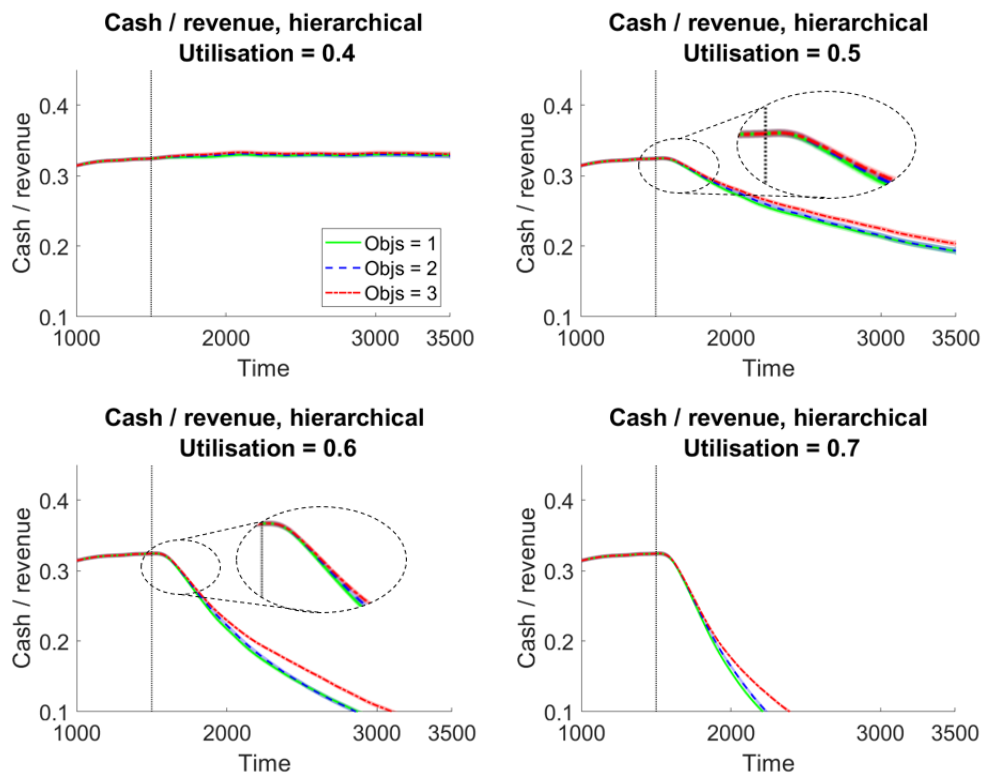 Cash / revenue, hierarchical
Utilisation = 0.4
Cash / revenue
0.4
0.3
0.2
0.1
1000
2000
3000
3500
Time
Objs = 1
Objs = 2
Objs = 3
Cash / revenue, hierarchical
Utilisation = 0.5
Cash / revenue
0.4
0.3
0.2
0.1
1000
2000
3000
3500
Time
Cash / revenue, hierarchical
Utilisation = 0.6
Cash / revenue
0.4
0.3
0.2
0.1
1000
2000
3000
3500
Time
Cash / revenue, hierarchical
Utilisation = 0.7
Cash / revenue
0.4
0.3
0.2
0.1
1000
2000
3000
3500
Time